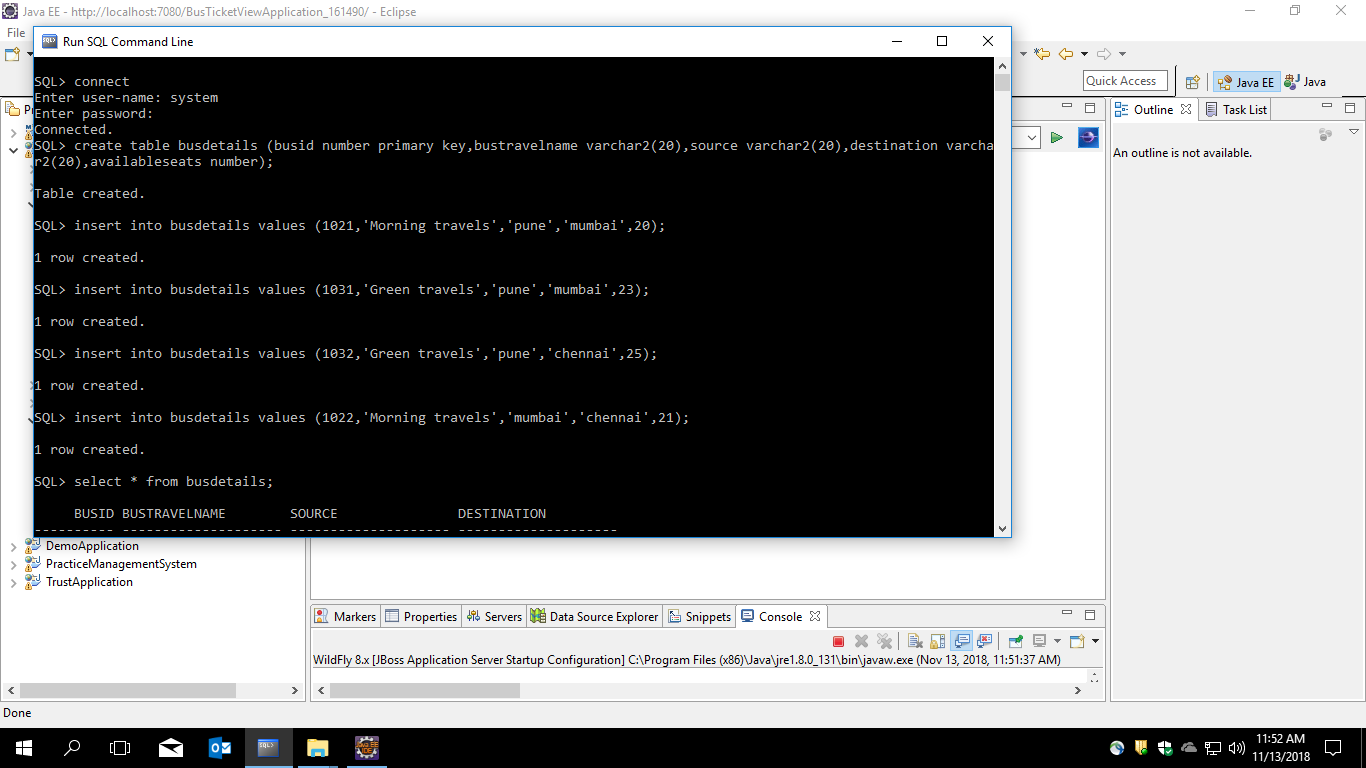 Java EE - http://localhost:7080/BusTicketViewApplication_161490/ - Eclipse
File
Run SQL Command Line
SQL> connect
Enter user-name: system
Enter password:
Connected.
SQL> create table busdetails (busid number primary key,bustravelname varchar2(20),source varchar2(20),destination varcha
r2(20),availableseats number);
Table created.
SQL> insert into busdetails values (1021,'Morning travels','pune','mumbai',20);
1 row created.
SQL> insert into busdetails values (1031,'Green travels','pune','mumbai',23);
1 row created.
SQL> insert into busdetails values (1032,'Green travels','pune','chennai',25);
1 row created.
SQL> insert into busdetails values (1022,'Morning travels','mumbai','chennai',21);
1 row created.
SQL> select * from busdetails;
BUSID BUSTRAVELNAME SOURCE DESTINATION
---------- -------------------- -------------------- --------------------
Quick Access
Java EE Java
Outline Task List
An outline is not available.
DemoApplication
PracticeManagementSystem
TrustApplication
Markers Properties Servers Data Source Explorer Snippets Console
WildFly 8.x [JBoss Application Server Startup Configuration] C:\Program Files (x86)\Java\jre1.8.0_131\bin\javaw.exe (Nov 13, 2018, 11:51:37 AM)
Done
11:52 AM
11/13/2018